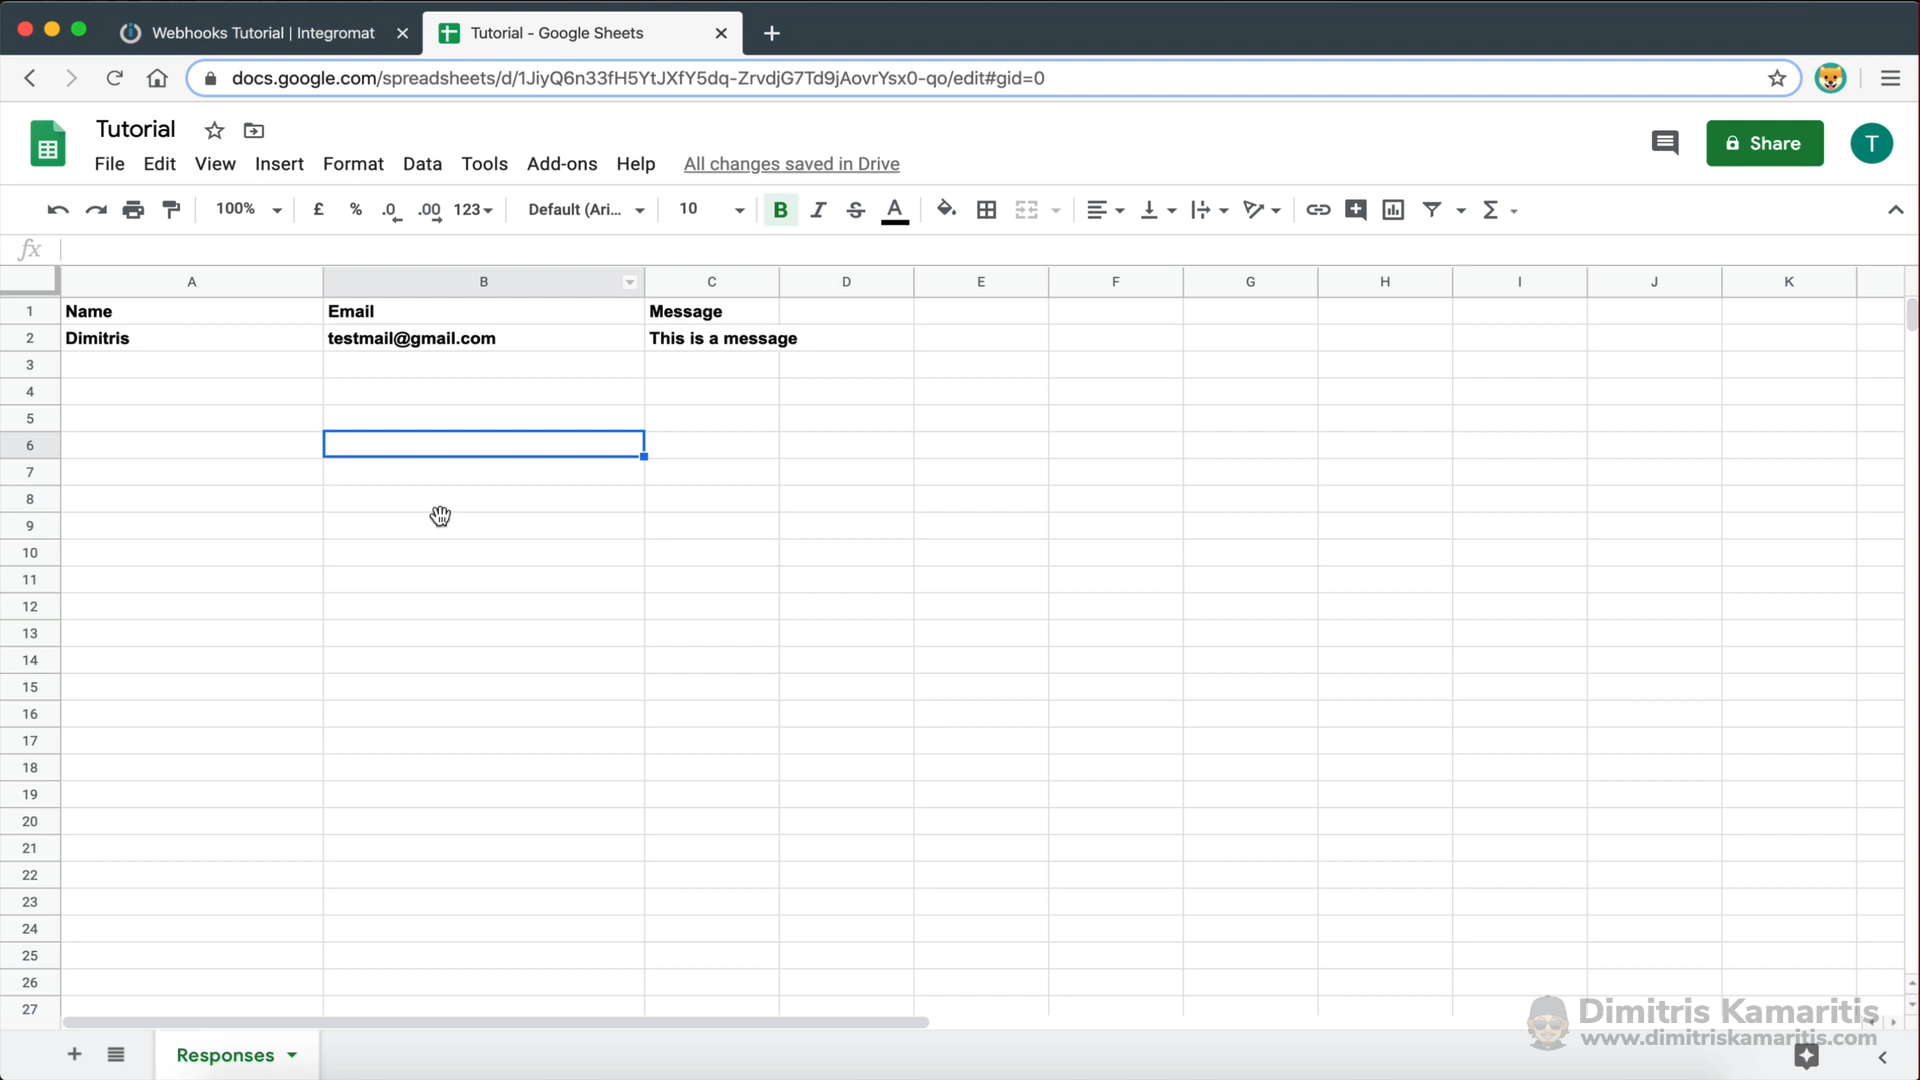 Webhooks Tutorial | Integromat
Tutorial - Google Sheets
docs.google.com/spreadsheets/d/1JiyQ6n33fH5YtJXfY5dq-ZrvdjG7Td9jAovrYsx0-qo/edit#gid=0
Tutorial
File Edit View Insert Format Data Tools Add-ons Help All changes saved in Drive
Share
T
100% £ % .0 .00 123 Default (Ari... 10 B I S A Σ
fx
A B C D E F G H I J K
1 Name Email Message
2 Dimitris testmail@gmail.com This is a message
3
4
5
6
7
8
9
10
11
12
13
14
15
16
17
18
19
20
21
22
23
24
25
26
27
Dimitris Kamaritis
www.dimitriskamaritis.com
Responses